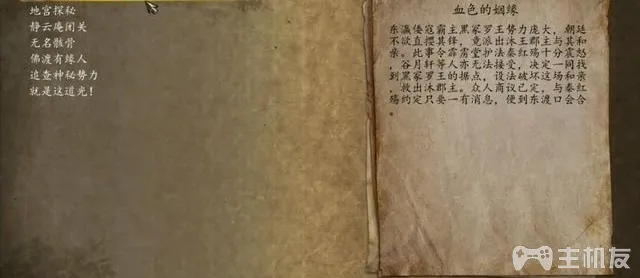 地宫探秘
静云庵闭关
无名骸骨
佛渡有缘人
追查神秘势力
就是这道光！
血色的姻缘
东瀛倭寇霸主黑冢罗王势力庞大，朝廷
不欲直撄其锋，竟派出沐王郡主与其和
亲。此事令霹雳堂护法秦红殇十分震怒
，谷月轩等人亦无法接受，决定一同找
到黑冢罗王的据点，设法破坏这场和亲
，救出沐郡主。众人商议已定，与秦红
殇约定只要一有消息，便到东渡口会合
。
主机友